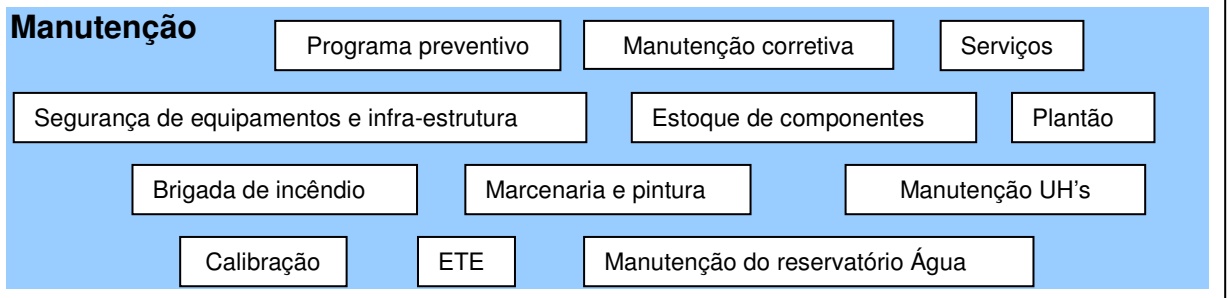 Manutenção
Programa preventivo
Manutenção corretiva
Serviços
Segurança de equipamentos e infra-estrutura
Estoque de componentes
Plantão
Brigada de incêndio
Marcenaria e pintura
Manutenção UH's
Calibração
ETE
Manutenção do reservatório Água